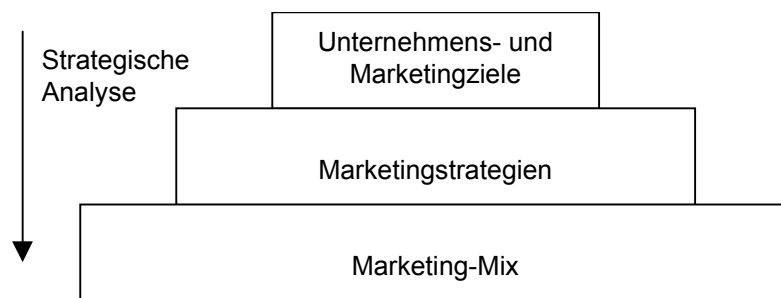 Strategische
Analyse
Unternehmens- und
Marketingziele
Marketingstrategien
Marketing-Mix